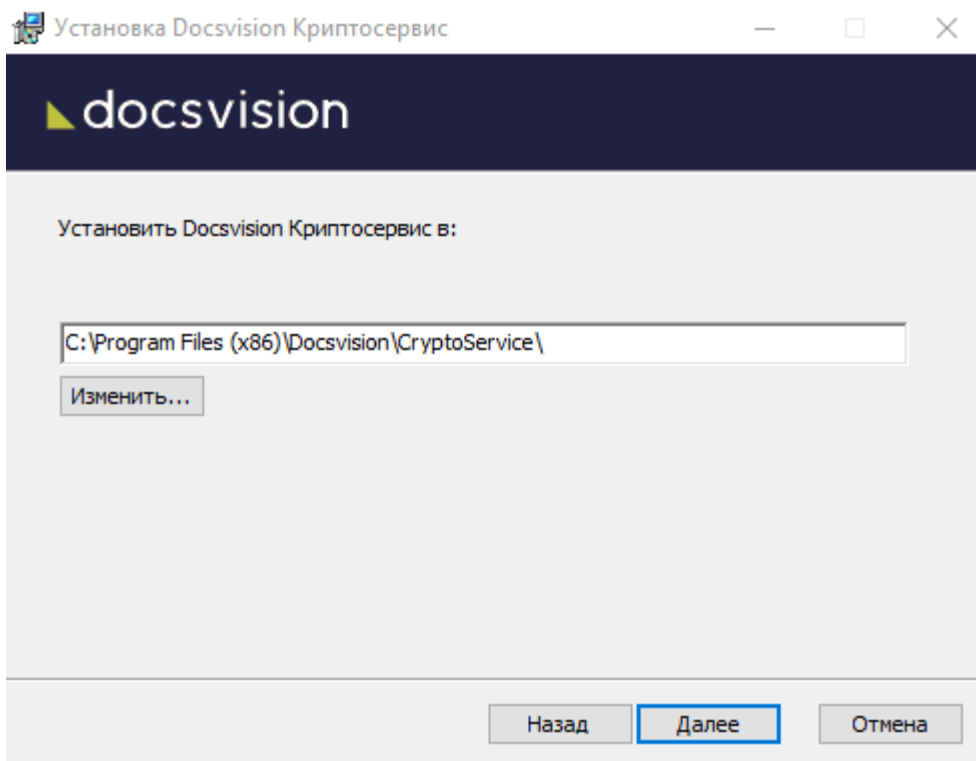 Установка Docsvision Криптосервис
docsvision
Установить Docsvision Криптосервис в:
C:\Program Files (x86)\Docsvision\CryptoService\
Изменить...
Назад
Далее
Отмена